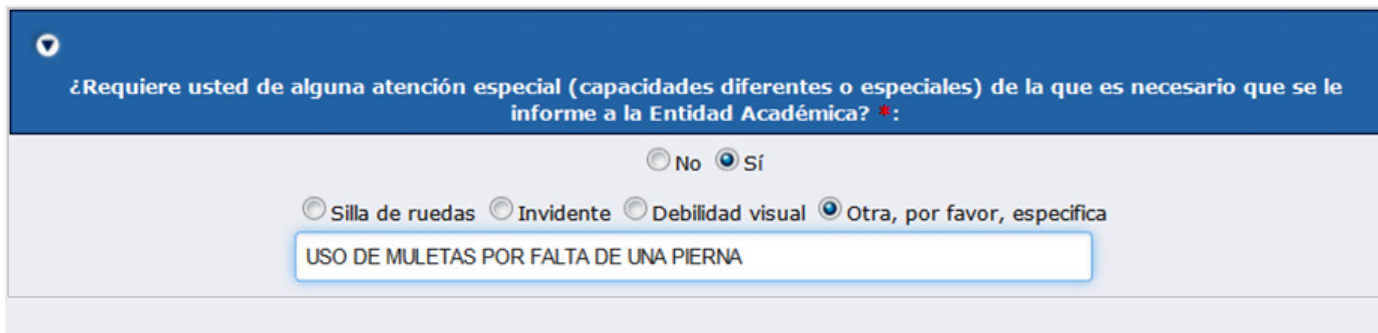 ¿Requiere usted de alguna atención especial (capacidades diferentes o especiales) de la que es necesario que se le
informe a la Entidad Académica? *:
No Sí
Silla de ruedas Invidente Debilidad visual Otra, por favor, especifica
USO DE MULETAS POR FALTA DE UNA PIERNA